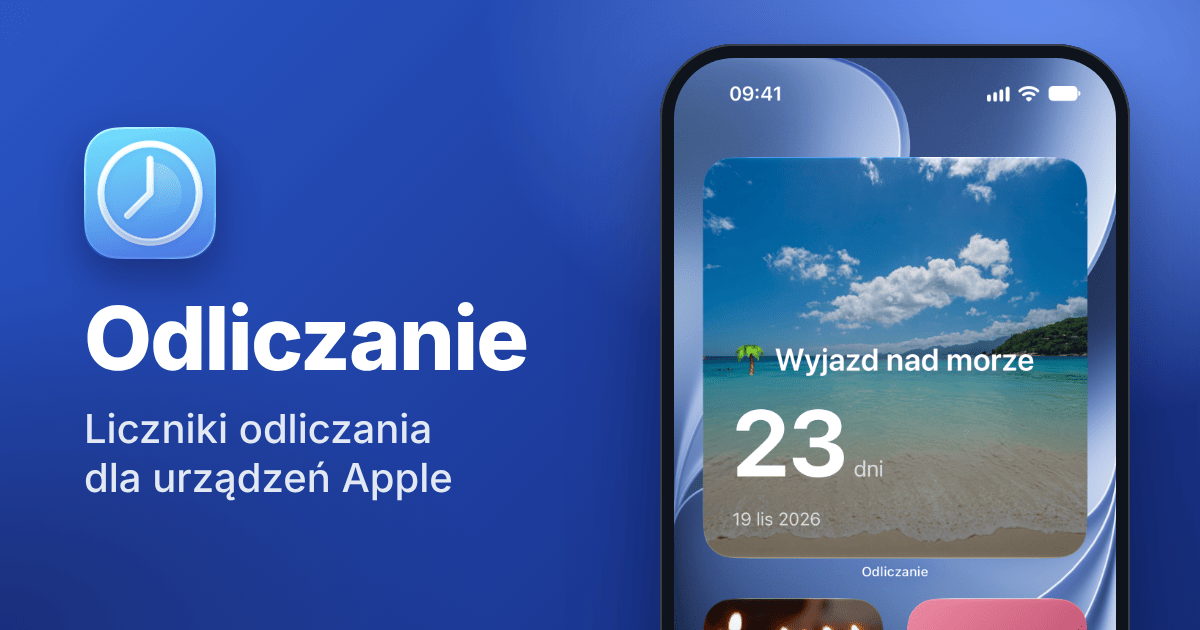 Odliczanie
Liczniki odliczania
dla urządzeń Apple
09:41
Wyjazd nad morze
23 dni
19 lis 2026
Odliczanie